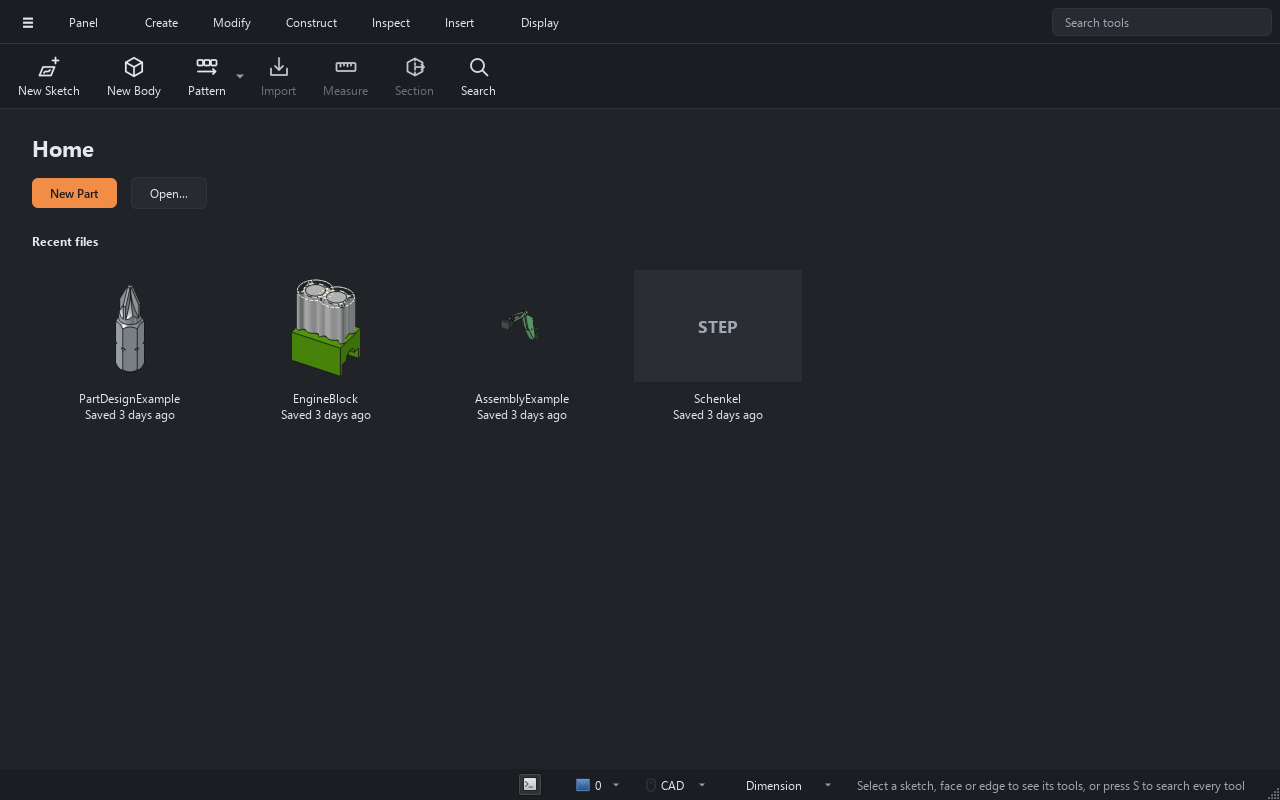 Panel Create Modify Construct Inspect Insert Display Search tools
New Sketch New Body Pattern Import Measure Section Search
Home
New Part Open...
Recent files
STEP
PartDesignExample EngineBlock AssemblyExample Schenkel
Saved 3 days ago Saved 3 days ago Saved 3 days ago Saved 3 days ago
0 CAD Dimension Select a sketch, face or edge to see its tools, or press S to search every tool